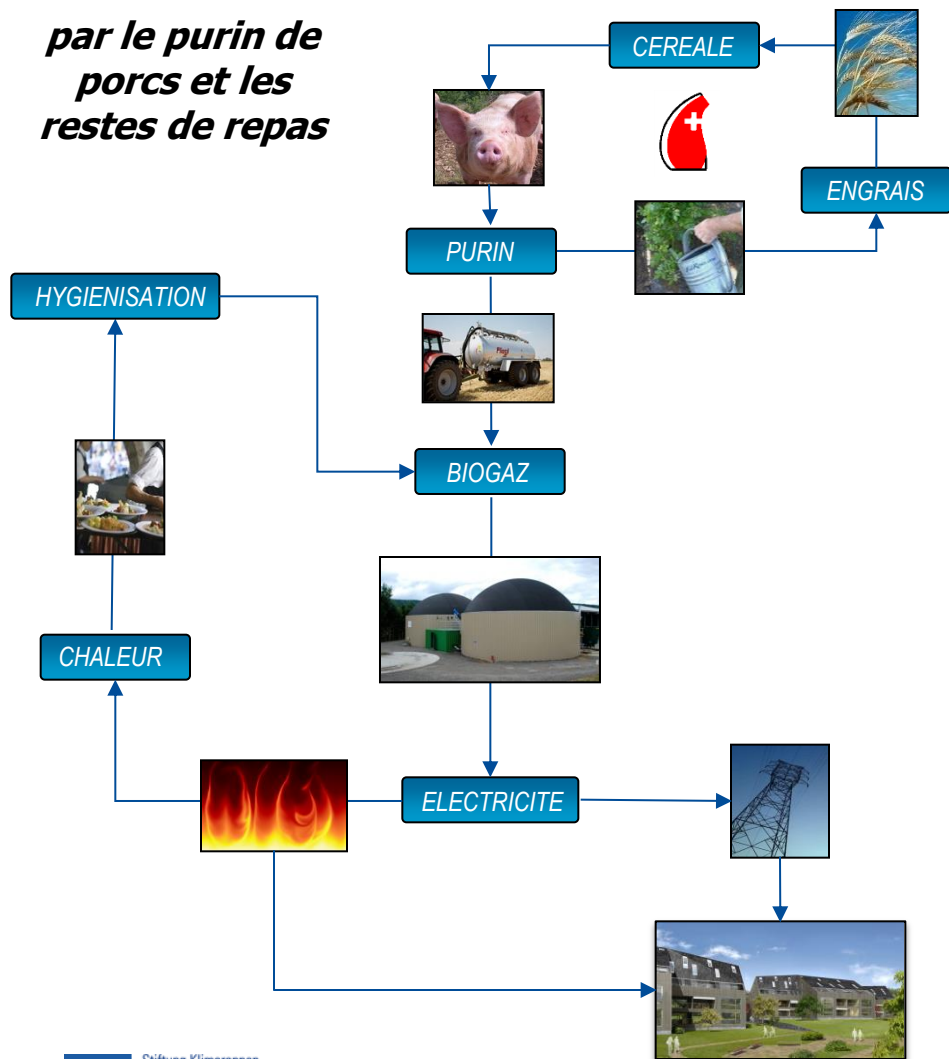 par le purin de
porcs et les
restes de repas
CEREALE
ENGRAIS
PURIN
HYGIENISATION
BIOGAZ
CHALEUR
ELECTRICITE